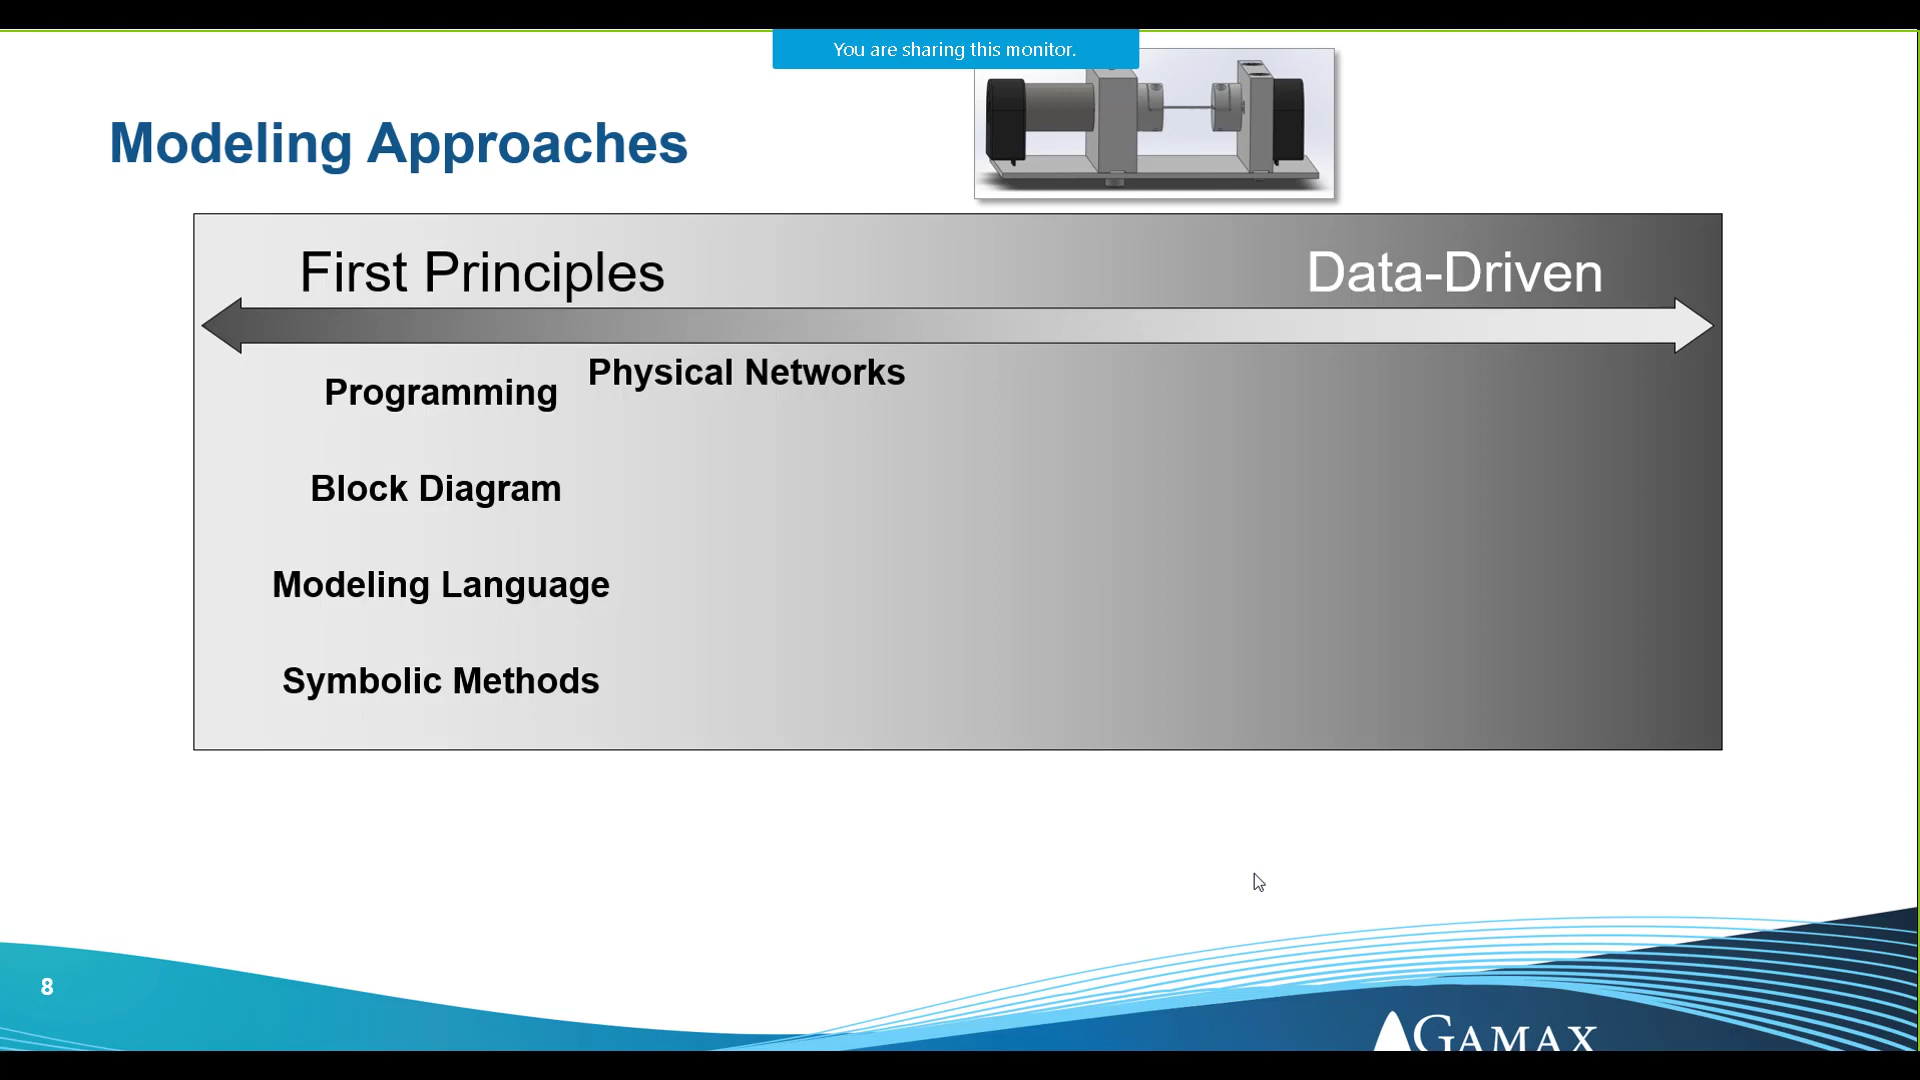 You are sharing this monitor.
Modeling Approaches
First Principles
Data-Driven
Physical Networks
Programming
Block Diagram
Modeling Language
Symbolic Methods
8
GAMAX